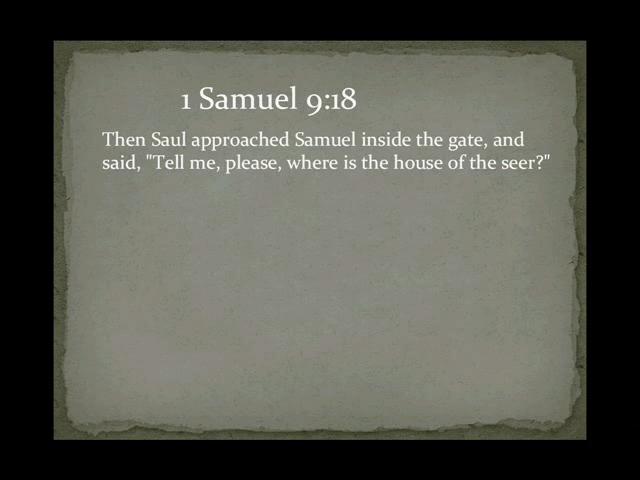 1 Samuel 9:18
Then Saul approached Samuel inside the gate, and
said, "Tell me, please, where is the house of the seer?"